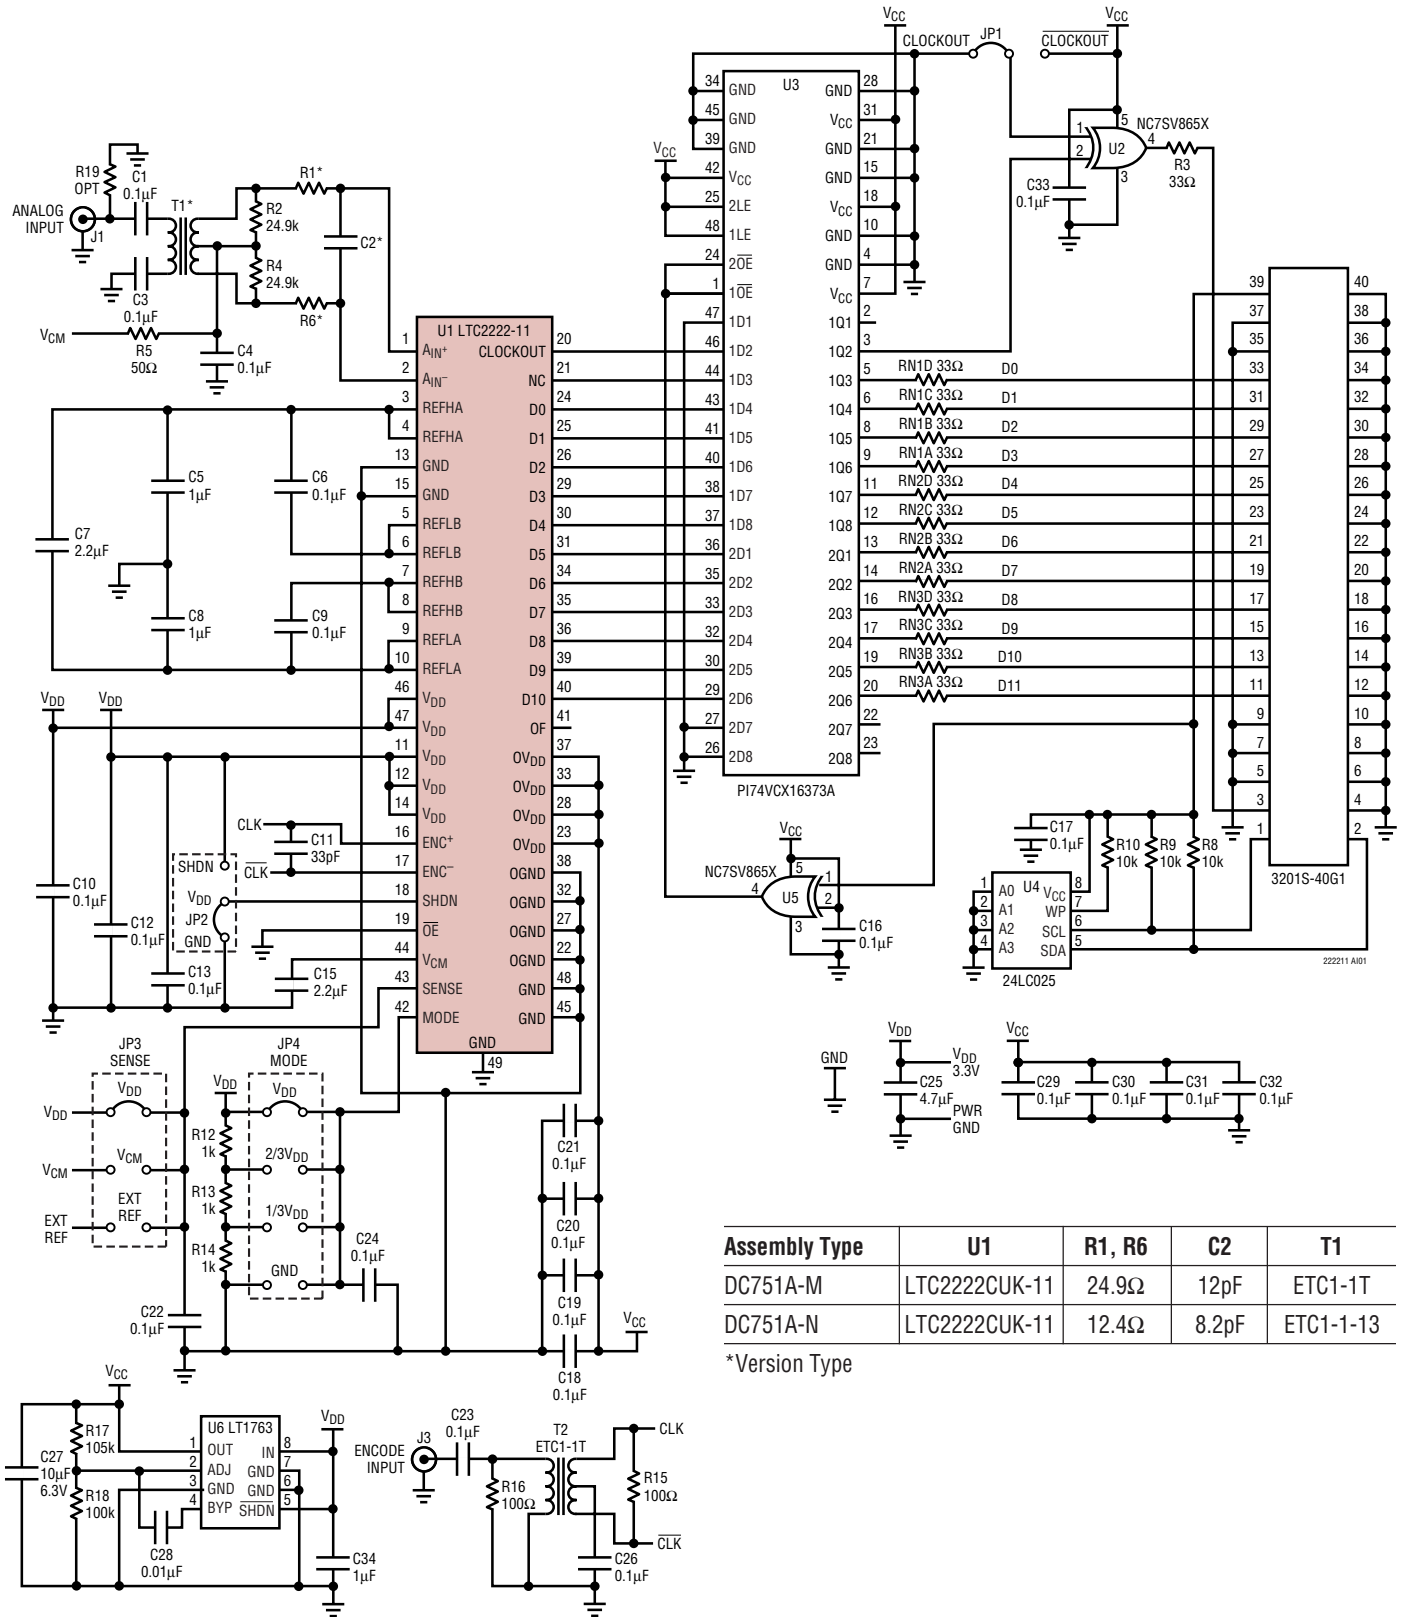 VCC
CLOCKOUT
JP1
CLOCKOUT
VCC
34 GND U3 GND 28
45 GND VCC 31
39 GND GND 21
VCC
42 VCC GND 15
25 2LE VCC 18
48 1LE GND 10
24 2OE GND 4
1 1OE VCC 7
47 1D1 1Q1 2
46 1D2 1Q2 3
44 1D3 1Q3 5 RN1D 33Ω D0
43 1D4 1Q4 6 RN1C 33Ω D1
41 1D5 1Q5 8 RN1B 33Ω D2
40 1D6 1Q6 9 RN1A 33Ω D3
38 1D7 1Q7 11 RN2D 33Ω D4
37 1D8 1Q8 12 RN2C 33Ω D5
36 2D1 2Q1 13 RN2B 33Ω D6
35 2D2 2Q2 14 RN2A 33Ω D7
33 2D3 2Q3 16 RN3D 33Ω D8
32 2D4 2Q4 17 RN3C 33Ω D9
30 2D5 2Q5 19 RN3B 33Ω D10
29 2D6 2Q6 20 RN3A 33Ω D11
27 2D7 2Q7 22
26 2D8 2Q8 23
PI74VCX16373A
1
2
U2
5
4
3
NC7SV865X
R3
33Ω
C33
0.1µF
39 40
37 38
35 36
33 34
31 32
29 30
27 28
25 26
23 24
21 22
19 20
17 18
15 16
13 14
11 12
9 10
7 8
5 6
3 4
1 2
3201S-40G1
222211 AI01
R19
OPT
C1
0.1µF
ANALOG
INPUT
J1
T1*
C3
0.1µF
R1*
R2
24.9k
R4
24.9k
C2*
R6*
VCM
R5
50Ω
C4
0.1µF
U1 LTC2222-11
1 AIN+ CLOCKOUT 20
2 AIN– NC 21
3 REFHA D0 24
4 REFHA D1 25
13 GND D2 26
15 GND D3 29
5 REFLB D4 30
6 REFLB D5 31
7 REFHB D6 34
8 REFHB D7 35
9 REFLA D8 36
10 REFLA D9 39
46 VDD D10 40
47 VDD OF 41
11 VDD OVDD 37
12 VDD OVDD 33
14 VDD OVDD 28
16 ENC+ OVDD 23
17 ENC– OGND 38
18 SHDN OGND 32
19 OE OGND 27
44 VCM OGND 22
43 SENSE GND 48
42 MODE GND 45
GND
49
C5
1µF
C6
0.1µF
C7
2.2µF
C8
1µF
C9
0.1µF
VDD
VDD
CLK
C11
33pF
CLK
SHDN
VDD
JP2
GND
C10
0.1µF
C12
0.1µF
C13
0.1µF
C15
2.2µF
VCC
NC7SV865X
4
U5
5
1
2
3
C16
0.1µF
C17
0.1µF
R10
10k
R9
10k
R8
10k
U4
1 A0 VCC 8
2 A1 WP 7
3 A2 SCL 6
4 A3 SDA 5
24LC025
JP3
SENSE
VDD
VDD
VCM
VCM
EXT
REF
EXT
REF
JP4
MODE
VDD
VDD
R12
1k
2/3VDD
R13
1k
1/3VDD
R14
1k
GND
C24
0.1µF
C22
0.1µF
C21
0.1µF
C20
0.1µF
C19
0.1µF
C18
0.1µF
VCC
GND
VDD
VDD
3.3V
C25
4.7µF
PWR
GND
VCC
C29
0.1µF
C30
0.1µF
C31
0.1µF
C32
0.1µF
Assembly Type U1 R1, R6 C2 T1
DC751A-M LTC2222CUK-11 24.9Ω 12pF ETC1-1T
DC751A-N LTC2222CUK-11 12.4Ω 8.2pF ETC1-1-13
*Version Type
VCC
R17
105k
C27
10µF
6.3V
R18
100k
U6 LT1763
1 OUT IN 8
2 ADJ GND 7
3 GND GND 6
4 BYP SHDN 5
VDD
C28
0.01µF
C34
1µF
ENCODE
INPUT
J3
C23
0.1µF
R16
100Ω
T2
ETC1-1T
CLK
R15
100Ω
CLK
C26
0.1µF